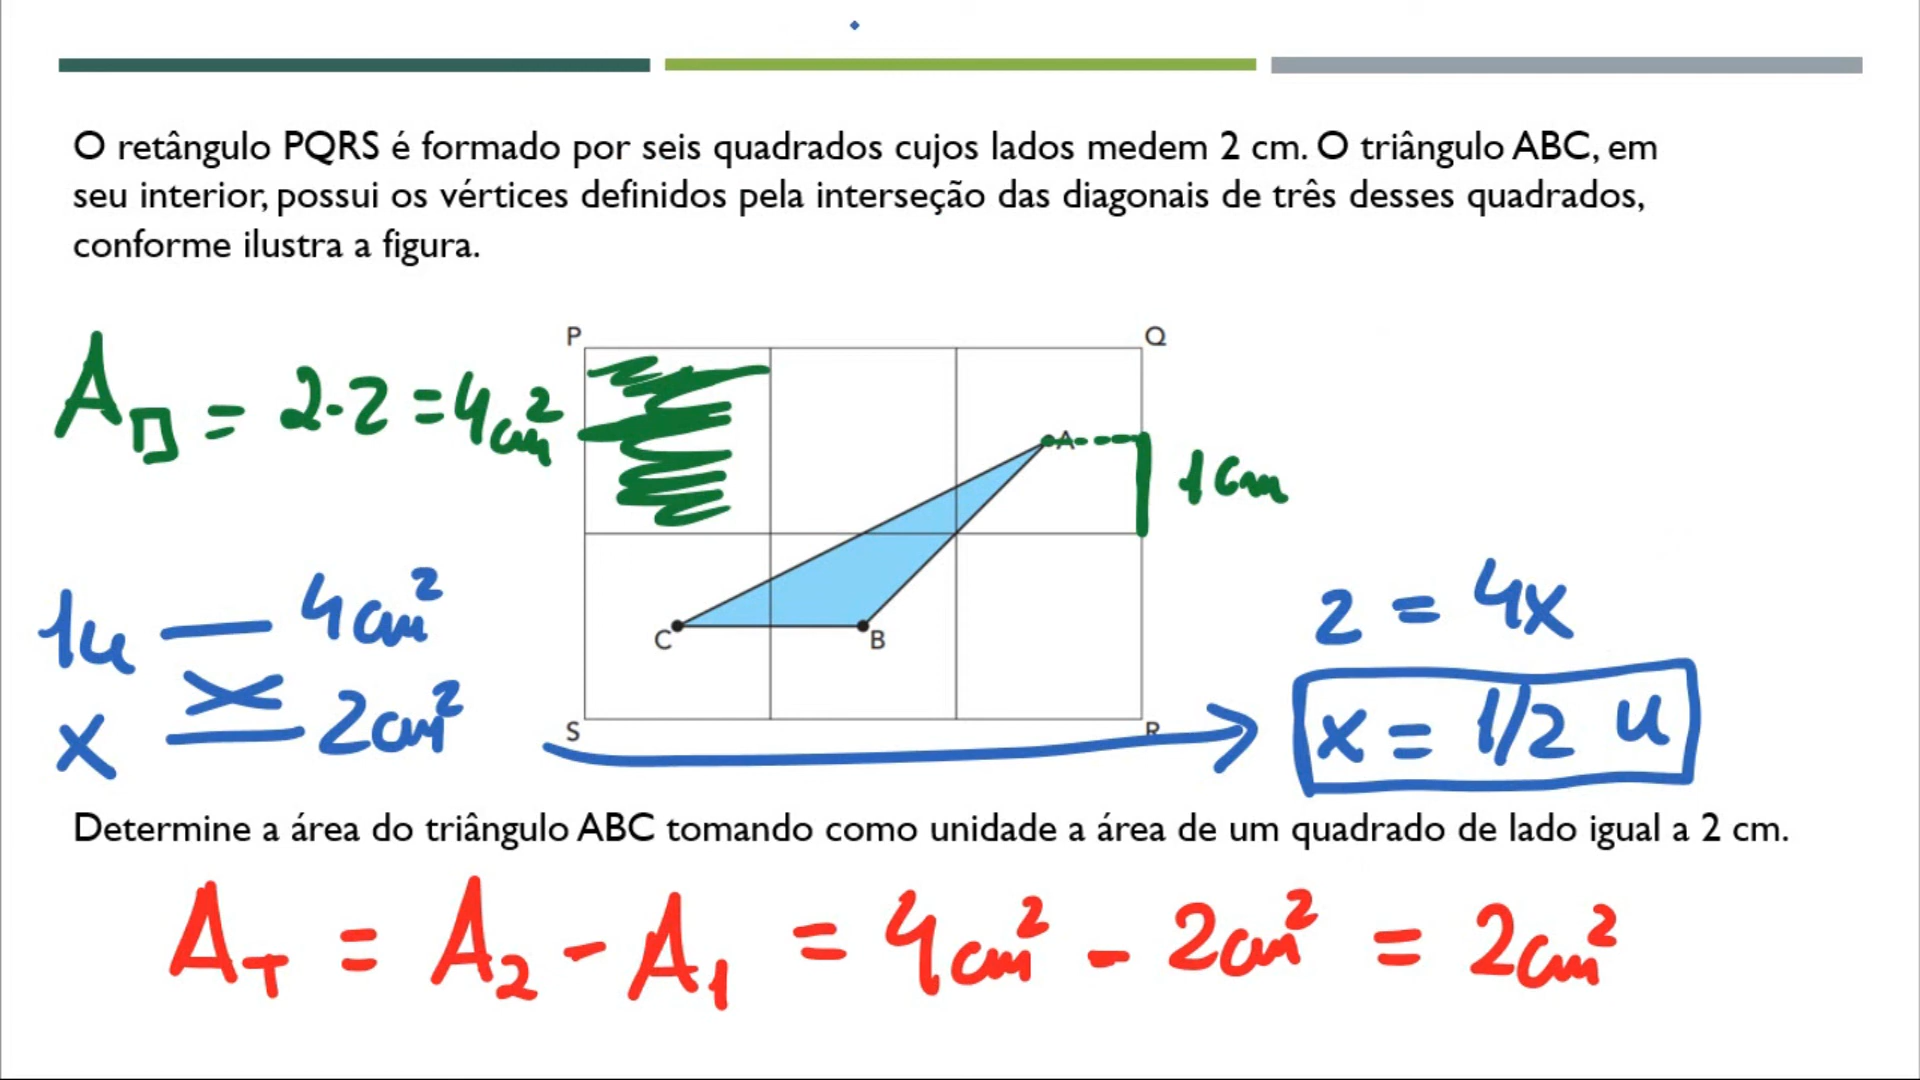 O retângulo PQRS é formado por seis quadrados cujos lados medem 2 cm. O triângulo ABC, em
seu interior, possui os vértices definidos pela interseção das diagonais de três desses quadrados,
conforme ilustra a figura.
P
Q
A□ = 2·2 = 4cm²
A
1cm
1u — 4cm²
x 2cm²
C
B
2 = 4x
x = 1/2 u
S
R
Determine a área do triângulo ABC tomando como unidade a área de um quadrado de lado igual a 2 cm.
A_T = A₂ - A₁ = 4cm² - 2cm² = 2cm²